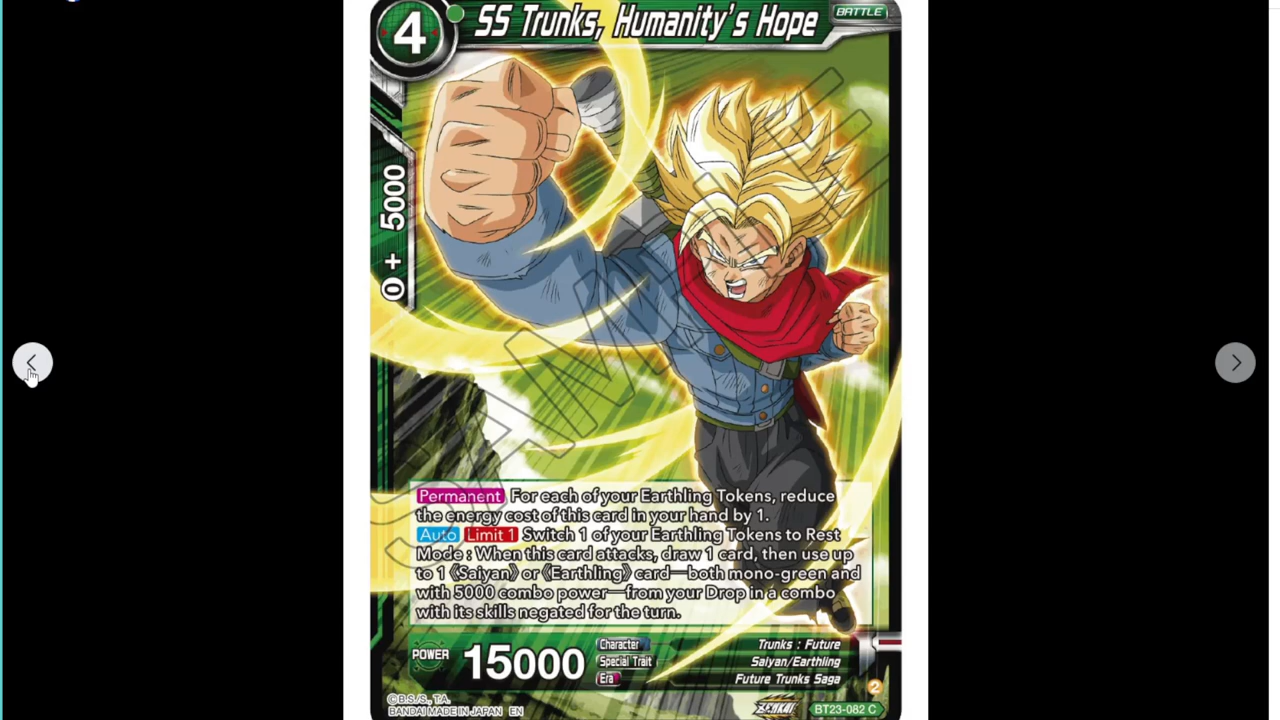 4
SS Trunks, Humanity's Hope
BATTLE
0 + 5000
SAMPLE
Permanent For each of your Earthling Tokens, reduce
the energy cost of this card in your hand by 1.
Auto Limit 1 Switch 1 of your Earthling Tokens to Rest
Mode : When this card attacks, draw 1 card, then use up
to 1 《Saiyan》 or 《Earthling》 card—both mono-green and
with 5000 combo power—from your Drop in a combo
with its skills negated for the turn.
POWER 15000
Character Trunks : Future
Special Trait Saiyan/Earthling
Era Future Trunks Saga
2
©B.S./S., T.A.
BANDAI MADE IN JAPAN EN
ZENKAI
BT23-082 C